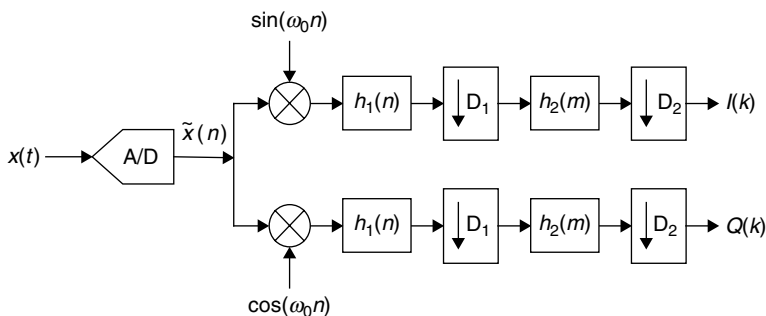 sin(ω₀n)
h₁(n)
D₁
h₂(m)
D₂
I(k)
x(t)
A/D
x̃(n)
h₁(n)
D₁
h₂(m)
D₂
Q(k)
cos(ω₀n)